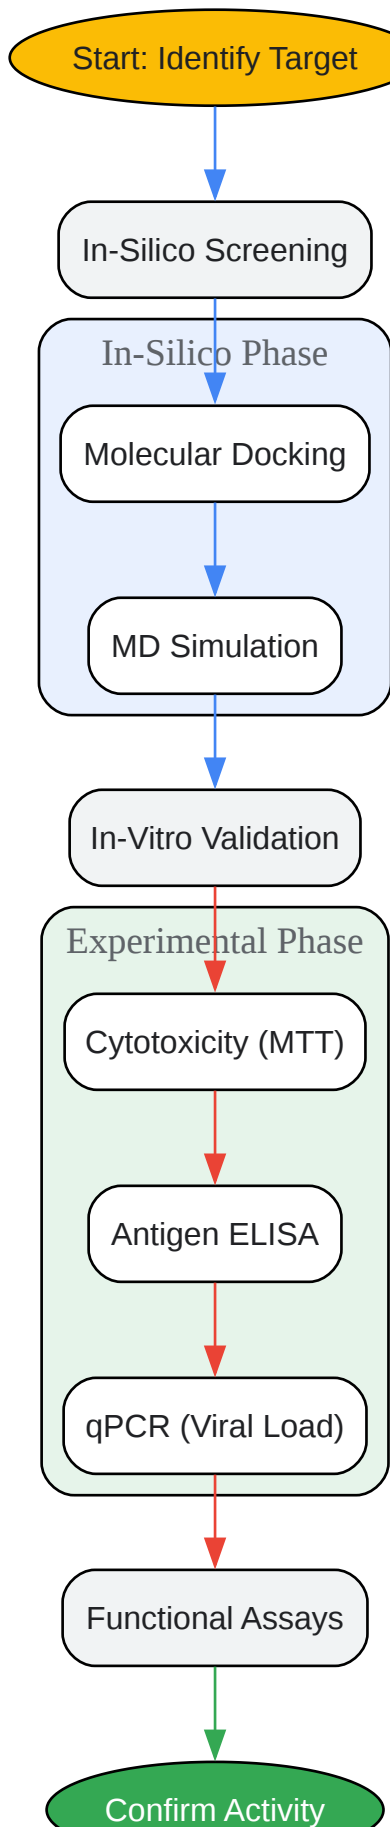 Start: Identify Target
In-Silico Screening
In-Silico Phase
Molecular Docking
MD Simulation
In-Vitro Validation
Experimental Phase
Cytotoxicity (MTT)
Antigen ELISA
qPCR (Viral Load)
Functional Assays
Confirm Activity